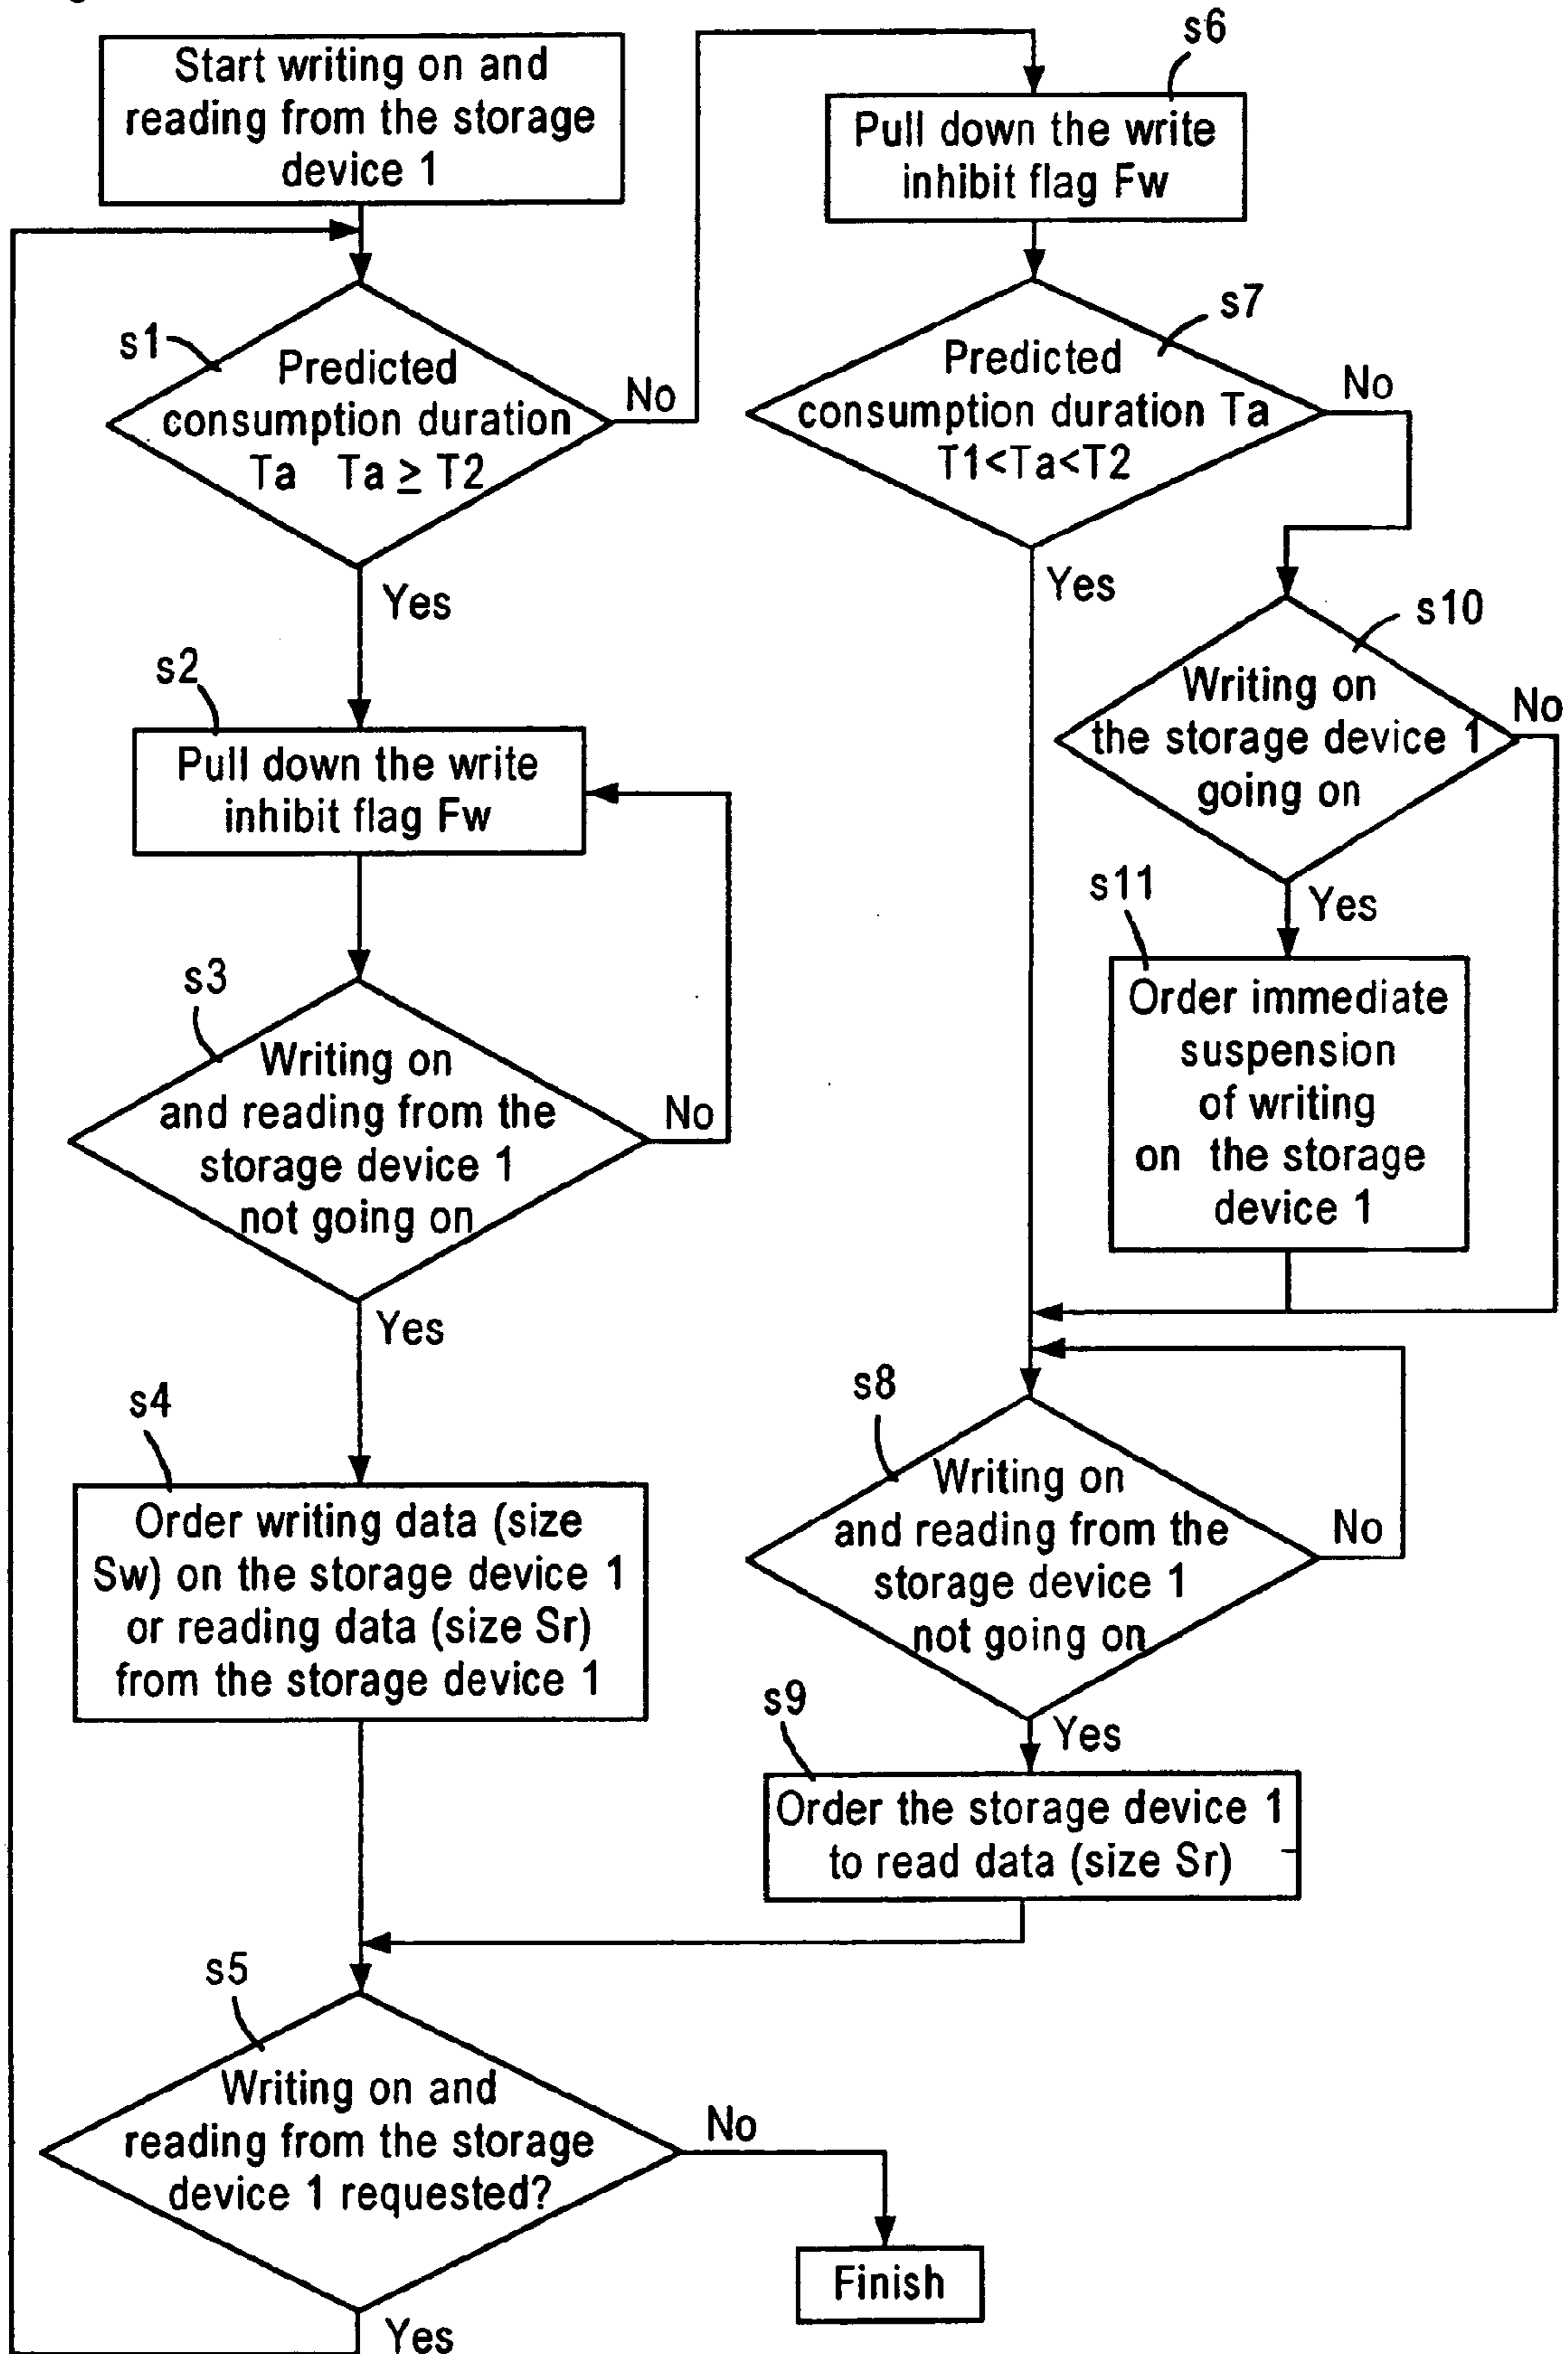 Start writing on and
reading from the storage
device 1
s1
Predicted
consumption duration
Ta Ta ≥ T2
No
Yes
s2
Pull down the write
inhibit flag Fw
s3
Writing on
and reading from the
storage device 1
not going on
No
Yes
s4
Order writing data (size
Sw) on the storage device 1
or reading data (size Sr)
from the storage device 1
s5
Writing on and
reading from the storage
device 1 requested?
No
Yes
Finish
s6
Pull down the write
inhibit flag Fw
s7
Predicted
consumption duration Ta
T1<Ta<T2
No
Yes
s10
Writing on
the storage device 1
going on
No
Yes
s11
Order immediate
suspension
of writing
on the storage
device 1
s8
Writing on
and reading from the
storage device 1
not going on
No
Yes
s9
Order the storage device 1
to read data (size Sr)